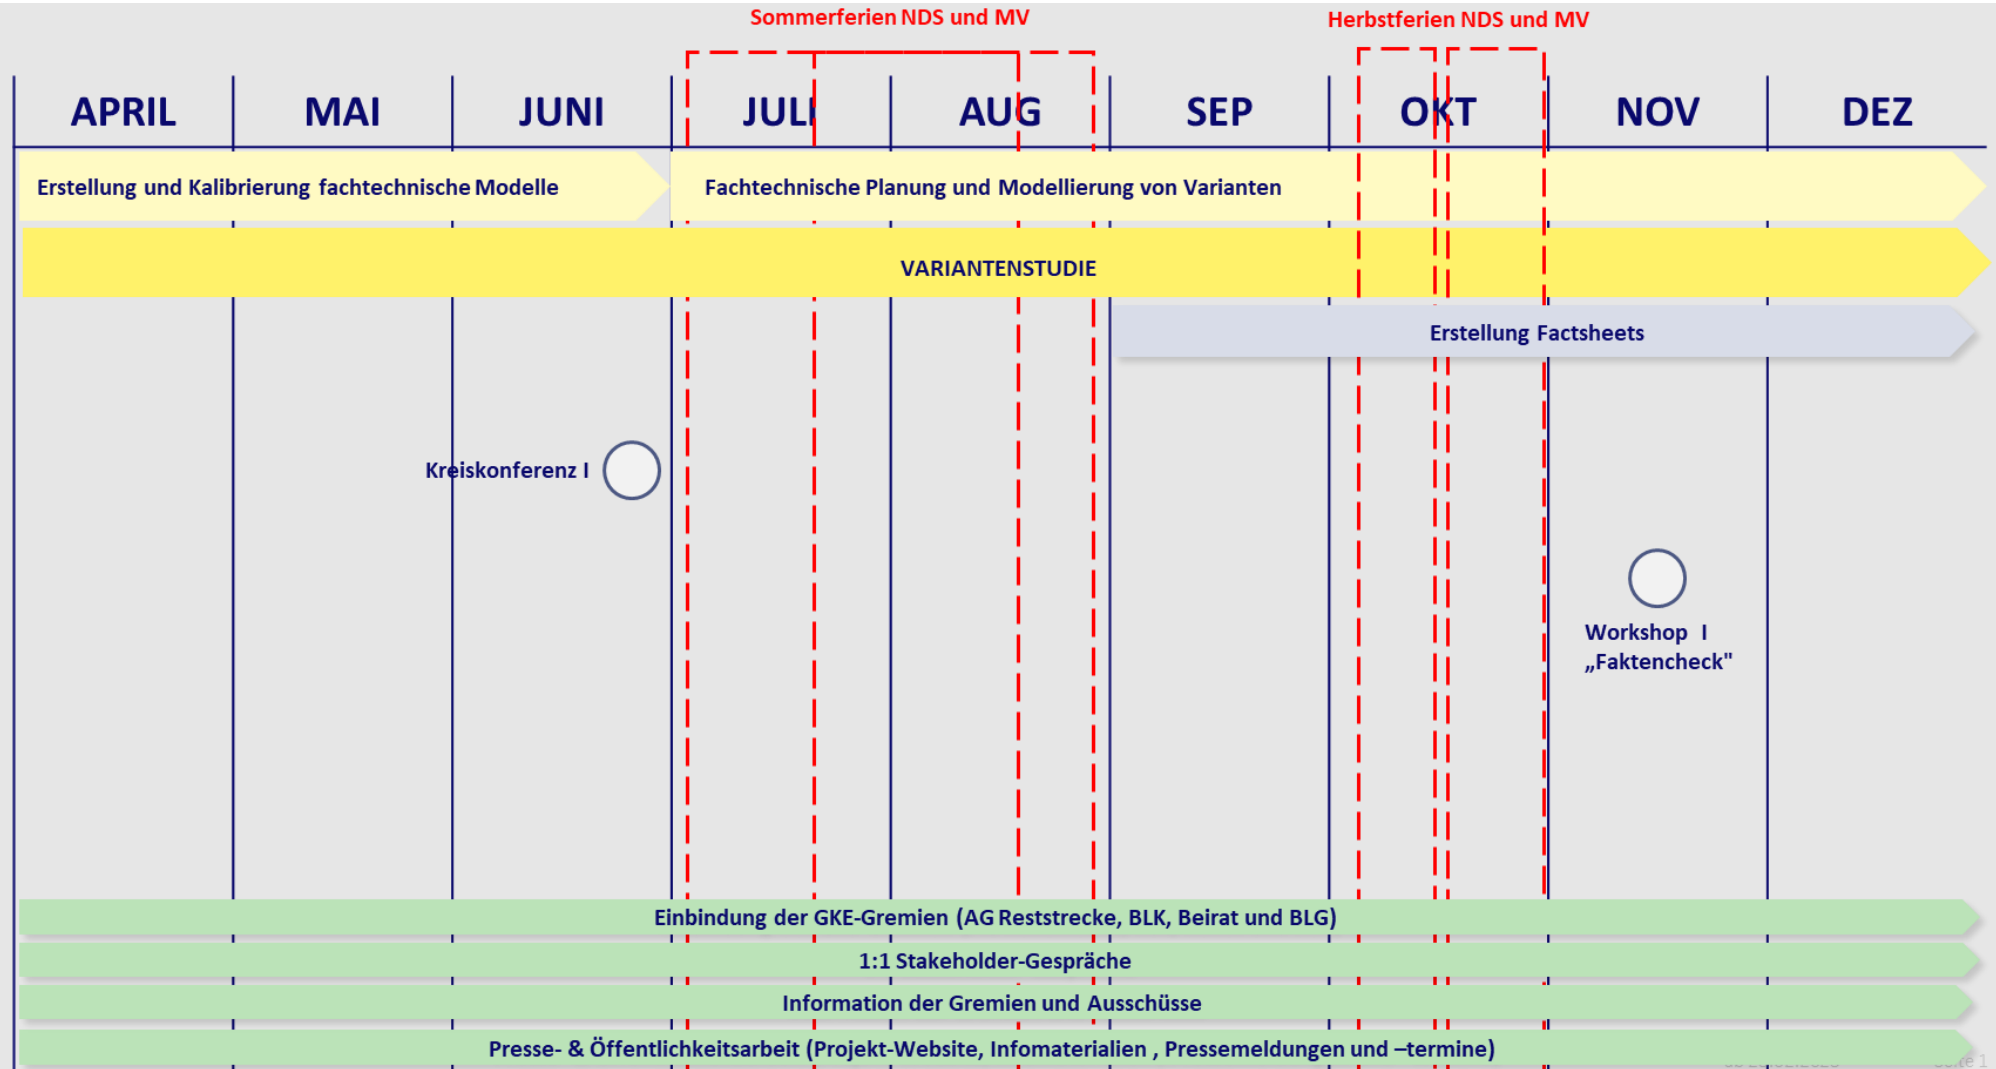 Sommerferien NDS und MV
Herbstferien NDS und MV
APRIL
MAI
JUNI
JULI
AUG
SEP
OKT
NOV
DEZ
Erstellung und Kalibrierung fachtechnische Modelle
Fachtechnische Planung und Modellierung von Varianten
VARIANTENSTUDIE
Erstellung Factsheets
Kreiskonferenz I
Workshop I
„Faktencheck"
Einbindung der GKE-Gremien (AG Reststrecke, BLK, Beirat und BLG)
1:1 Stakeholder-Gespräche
Information der Gremien und Ausschüsse
Presse- & Öffentlichkeitsarbeit (Projekt-Website, Infomaterialien , Pressemeldungen und –termine)